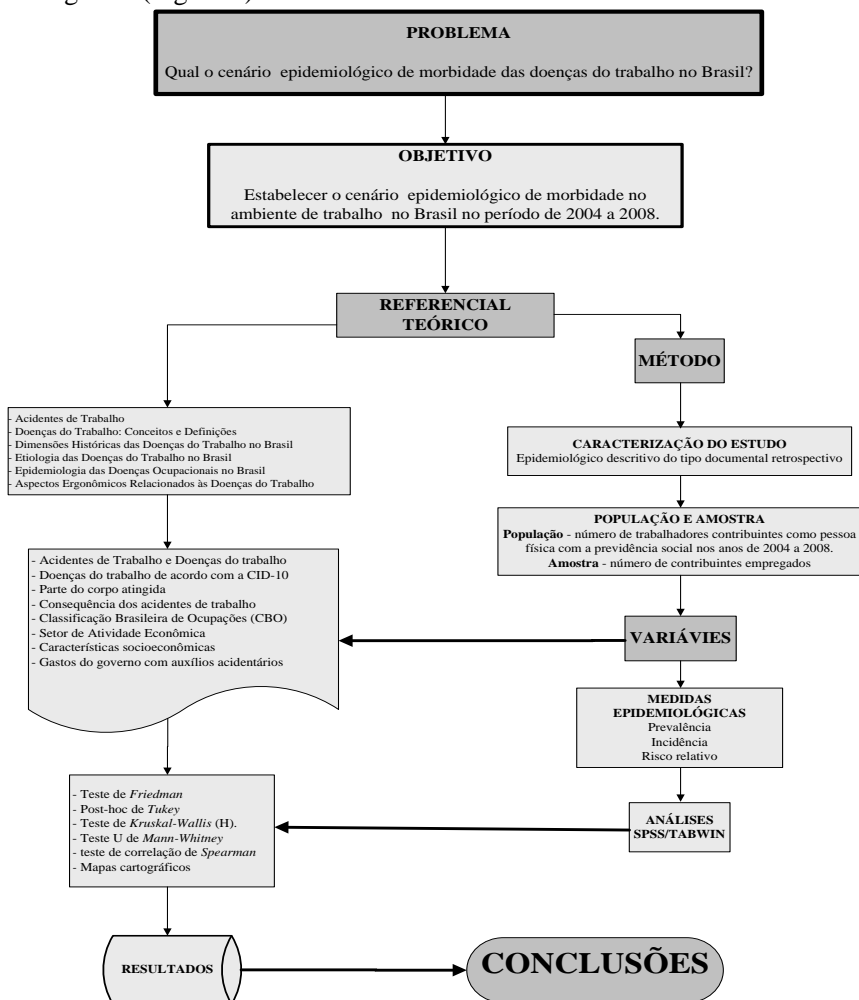 PROBLEMA
Qual o cenário epidemiológico de morbidade das doenças do trabalho no Brasil?
OBJETIVO
Estabelecer o cenário epidemiológico de morbidade no
ambiente de trabalho no Brasil no período de 2004 a 2008.
REFERENCIAL
TEÓRICO
MÉTODO
- Acidentes de Trabalho
- Doenças do Trabalho: Conceitos e Definições
- Dimensões Históricas das Doenças do Trabalho no Brasil
- Etiologia das Doenças do Trabalho no Brasil
- Epidemiologia das Doenças Ocupacionais no Brasil
- Aspectos Ergonômicos Relacionados às Doenças do Trabalho
CARACTERIZAÇÃO DO ESTUDO
Epidemiológico descritivo do tipo documental retrospectivo
POPULAÇÃO E AMOSTRA
População - número de trabalhadores contribuintes como pessoa
física com a previdência social nos anos de 2004 a 2008.
Amostra - número de contribuintes empregados
- Acidentes de Trabalho e Doenças do trabalho
- Doenças do trabalho de acordo com a CID-10
- Parte do corpo atingida
- Consequência dos acidentes de trabalho
- Classificação Brasileira de Ocupações (CBO)
- Setor de Atividade Econômica
- Características socioeconômicas
- Gastos do governo com auxílios acidentários
VARIÁVIES
MEDIDAS
EPIDEMIOLÓGICAS
Prevalência
Incidência
Risco relativo
- Teste de Friedman
- Post-hoc de Tukey
- Teste de Kruskal-Wallis (H).
- Teste U de Mann-Whitney
- teste de correlação de Spearman
- Mapas cartográficos
ANÁLISES
SPSS/TABWIN
RESULTADOS
CONCLUSÕES